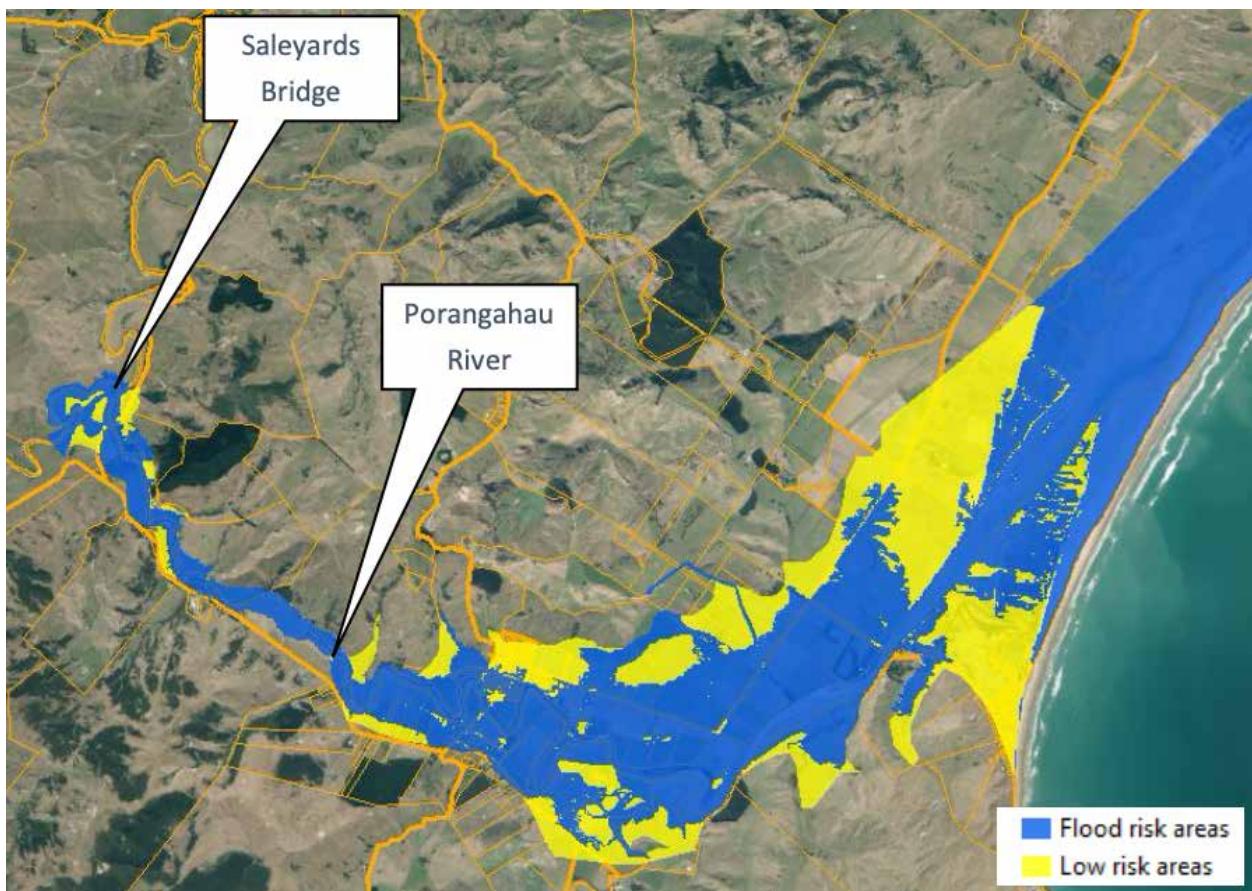 Saleyards
Bridge
Porangahau
River
Flood risk areas
Low risk areas